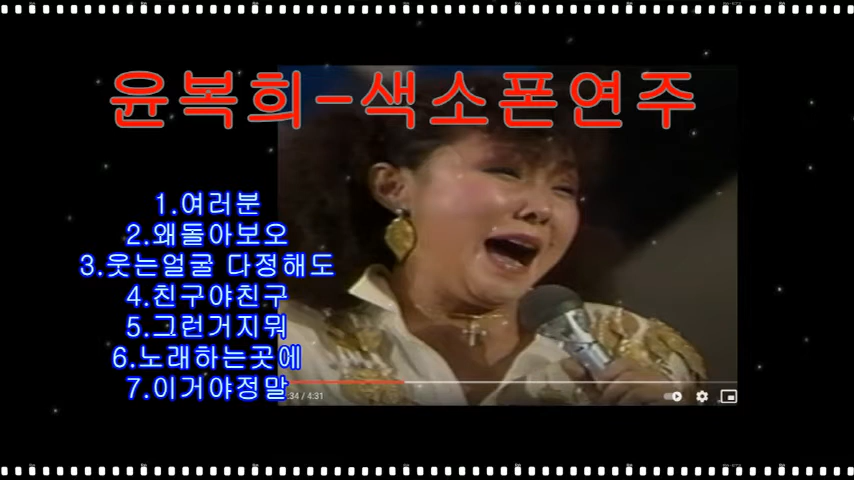 윤복희-색소폰연주
1.여러분
2.왜돌아보오
3.웃는얼굴 다정해도
4.친구야친구
5.그런거지뭐
6.노래하는곳에
7.이거야정말
:34 / 4:31